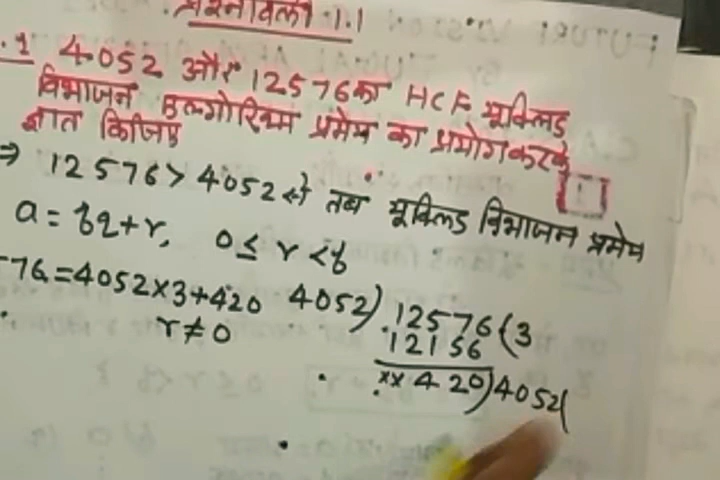 प्रश्नावली 1.1
.1 4052 और 12576 का HCF यूक्लिड
विभाजन एल्गोरिथ्म प्रमेय का प्रयोग करके
ज्ञात किजिए 1
⇒ 12576 > 4052 से तब यूक्लिड विभाजन प्रमेय
a = bq + r, 0 ≤ r < b
-76 = 4052 × 3 + 420
r ≠ 0
4052) 12576 (3
12156
×× 420) 4052 (